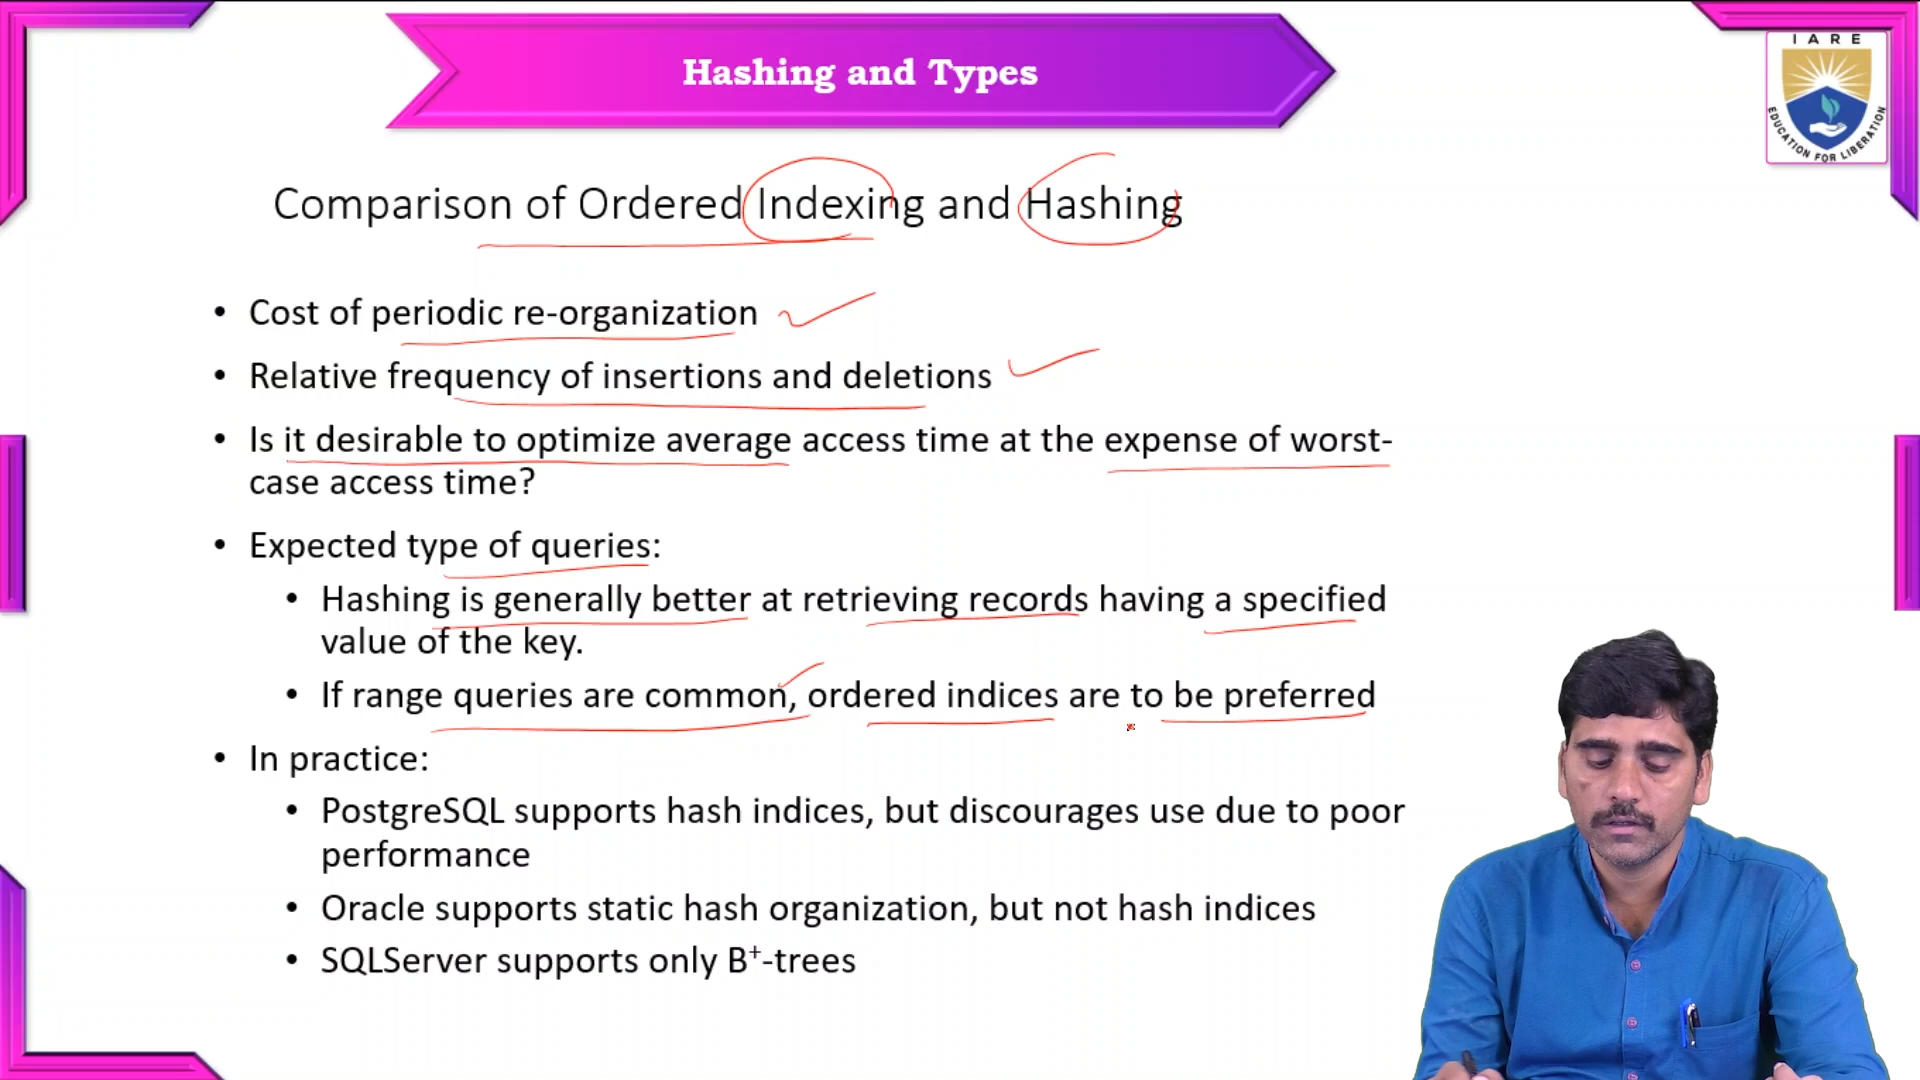 Hashing and Types
IARE
EDUCATION FOR LIBERATION
Comparison of Ordered Indexing and Hashing
• Cost of periodic re-organization
• Relative frequency of insertions and deletions
• Is it desirable to optimize average access time at the expense of worst-
case access time?
• Expected type of queries:
• Hashing is generally better at retrieving records having a specified
value of the key.
• If range queries are common, ordered indices are to be preferred
• In practice:
• PostgreSQL supports hash indices, but discourages use due to poor
performance
• Oracle supports static hash organization, but not hash indices
• SQLServer supports only B⁺-trees